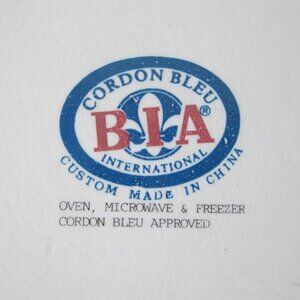 CORDON BLEU
BIA®
INTERNATIONAL
CUSTOM MADE IN CHINA
OVEN, MICROWAVE & FREEZER
CORDON BLEU APPROVED